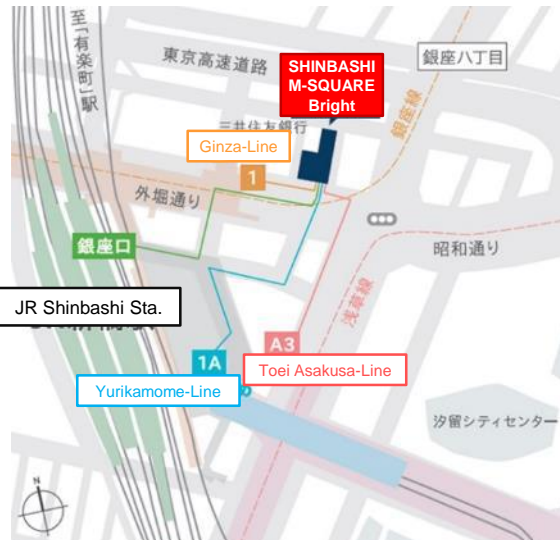 至「有楽町」駅
東京高速道路
SHINBASHI
M-SQUARE
Bright
銀座八丁目
銀座線
三井住友銀行
Ginza-Line
1
外堀通り
銀座口
昭和通り
浅草線
JR Shinbashi Sta.
A3
1A
Toei Asakusa-Line
Yurikamome-Line
汐留シティセンター
N